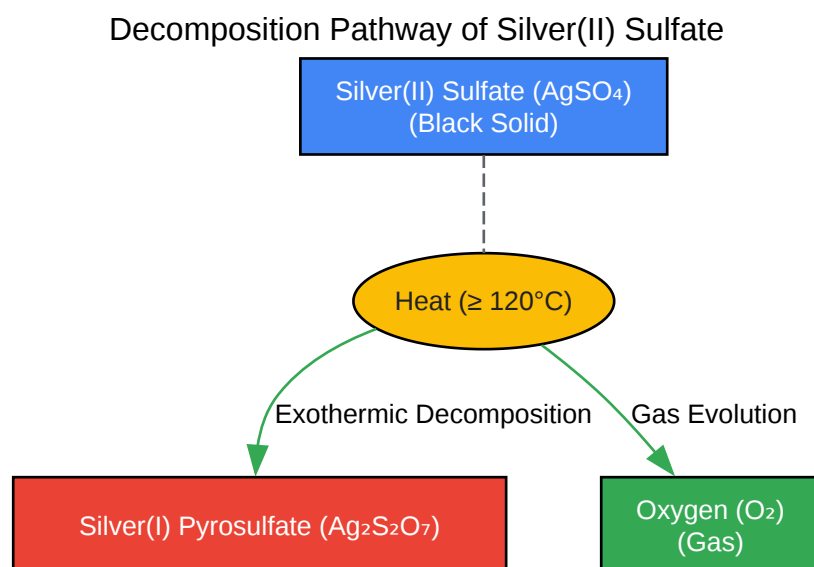 Decomposition Pathway of Silver(II) Sulfate
Silver(II) Sulfate (AgSO₄)
(Black Solid)
Heat (≥ 120°C)
Exothermic Decomposition
Gas Evolution
Silver(I) Pyrosulfate (Ag₂S₂O₇)
Oxygen (O₂)
(Gas)